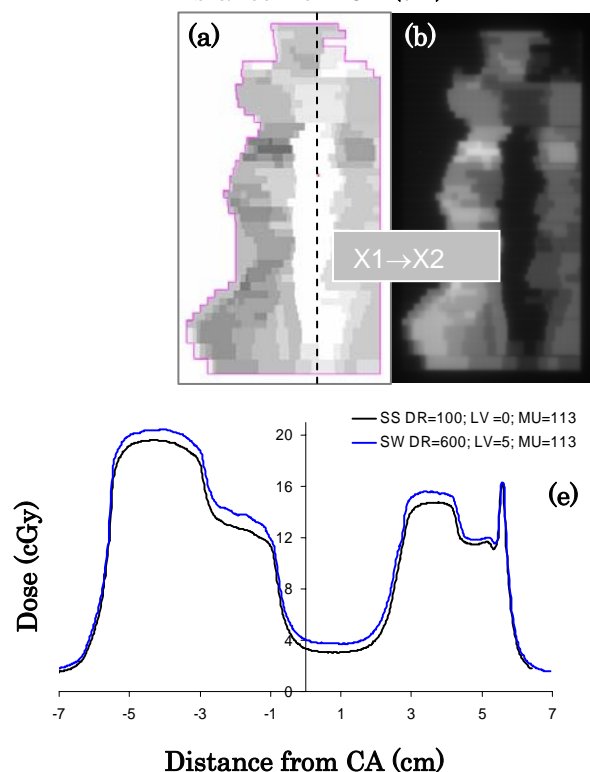 (a)
(b)
X1→X2
SS DR=100; LV =0; MU=113
SW DR=600; LV=5; MU=113
(e)
20
16
12
8
4
0
-7 -5 -3 -1 1 3 5 7
Dose (cGy)
Distance from CA (cm)